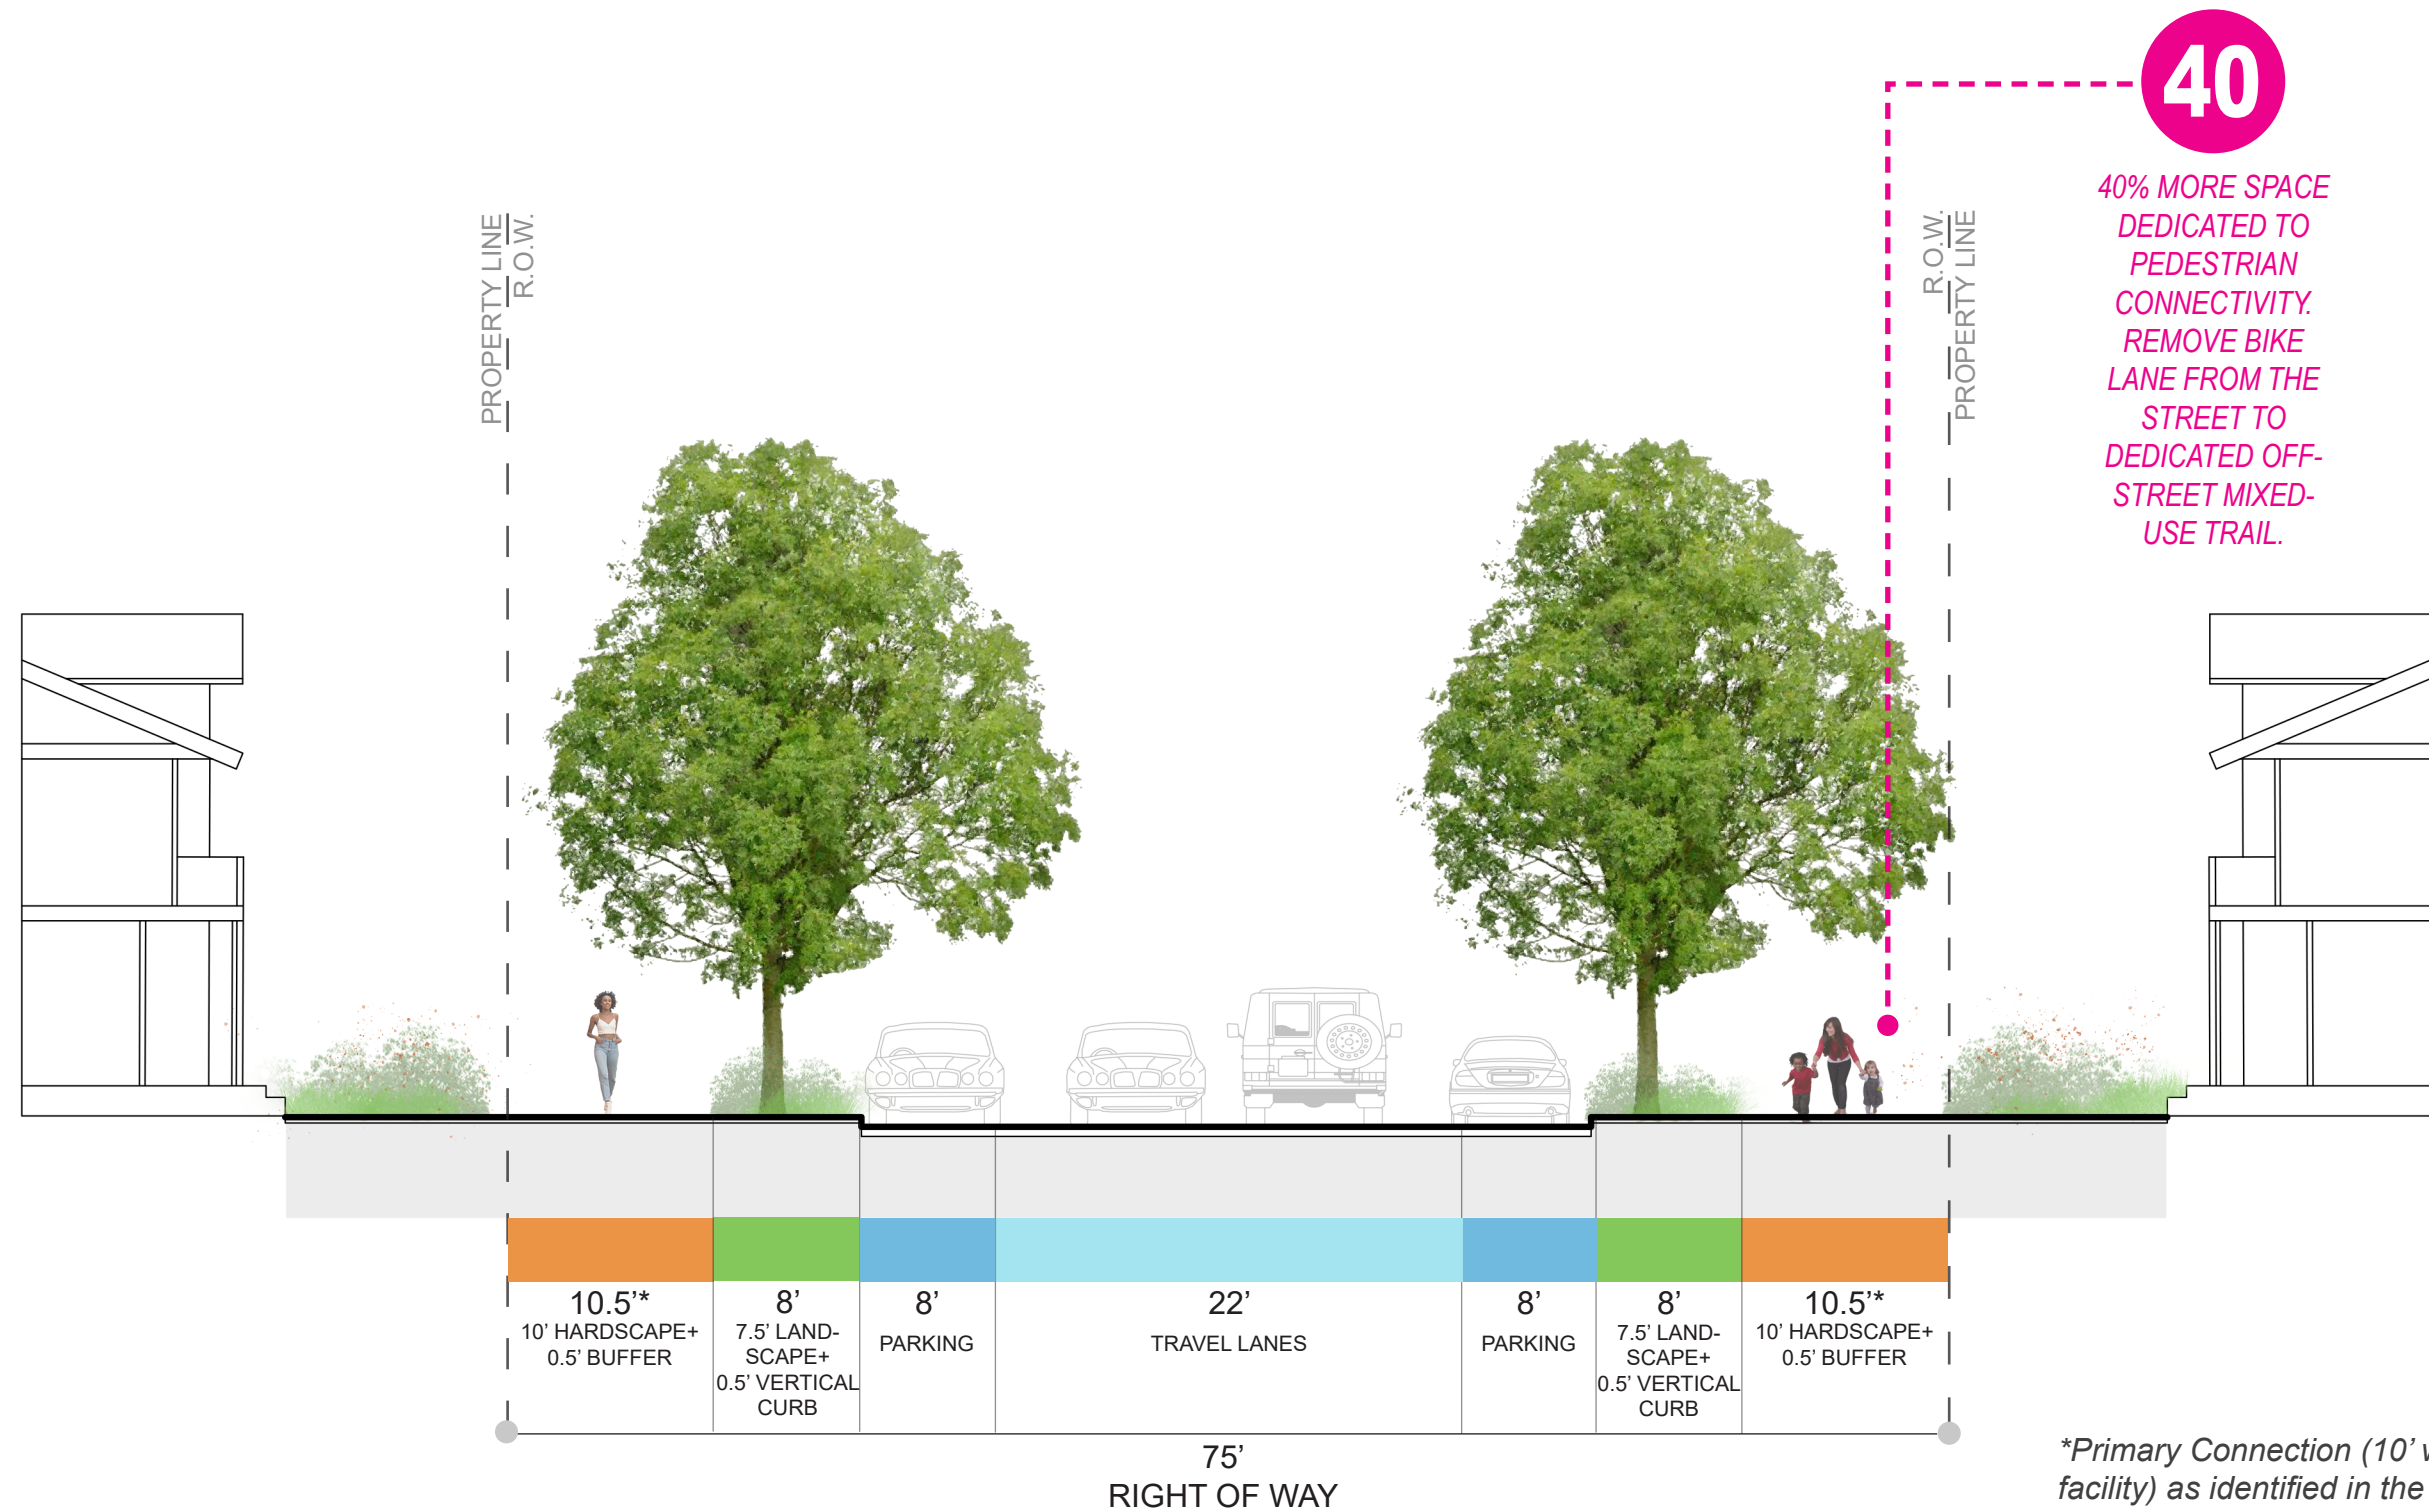 40
40% MORE SPACE
DEDICATED TO
PEDESTRIAN
CONNECTIVITY.
REMOVE BIKE
LANE FROM THE
STREET TO
DEDICATED OFF-
STREET MIXED-
USE TRAIL.
PROPERTY LINE
R.O.W.
R.O.W.
PROPERTY LINE
10.5’*
10’ HARDSCAPE+
0.5’ BUFFER
8’
7.5’ LAND-
SCAPE+
0.5’ VERTICAL
CURB
8’
PARKING
22’
TRAVEL LANES
8’
PARKING
8’
7.5’ LAND-
SCAPE+
0.5’ VERTICAL
CURB
10.5’*
10’ HARDSCAPE+
0.5’ BUFFER
75’
RIGHT OF WAY
*Primary Connection (10’
facility) as identified in the